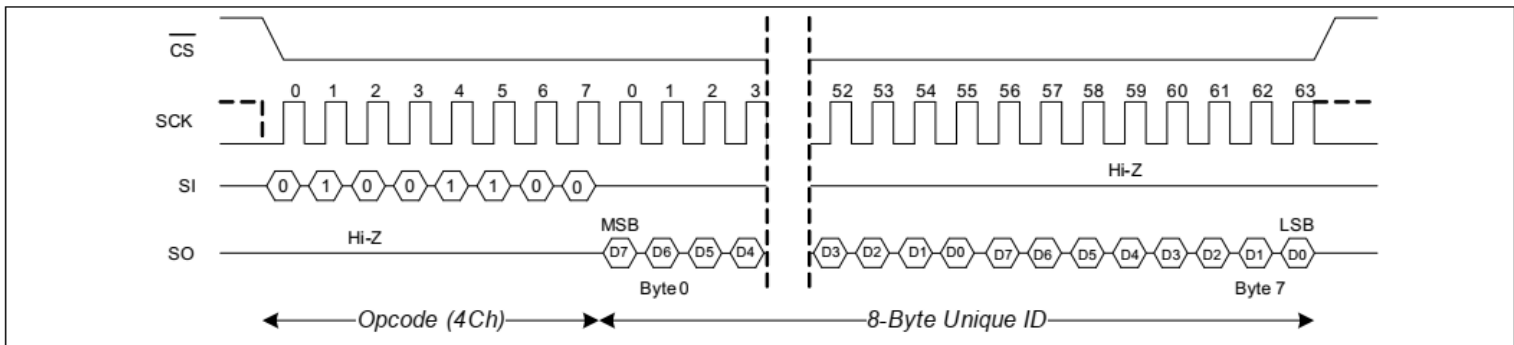 CS
0 1 2 3 4 5 6 7 0 1 2 3 52 53 54 55 56 57 58 59 60 61 62 63
SCK
Hi-Z
SI 0 1 0 0 1 1 0 0
MSB LSB
Hi-Z
SO D7 D6 D5 D4 D3 D2 D1 D0 D7 D6 D5 D4 D3 D2 D1 D0
Byte 0 Byte 7
Opcode (4Ch) 8-Byte Unique ID